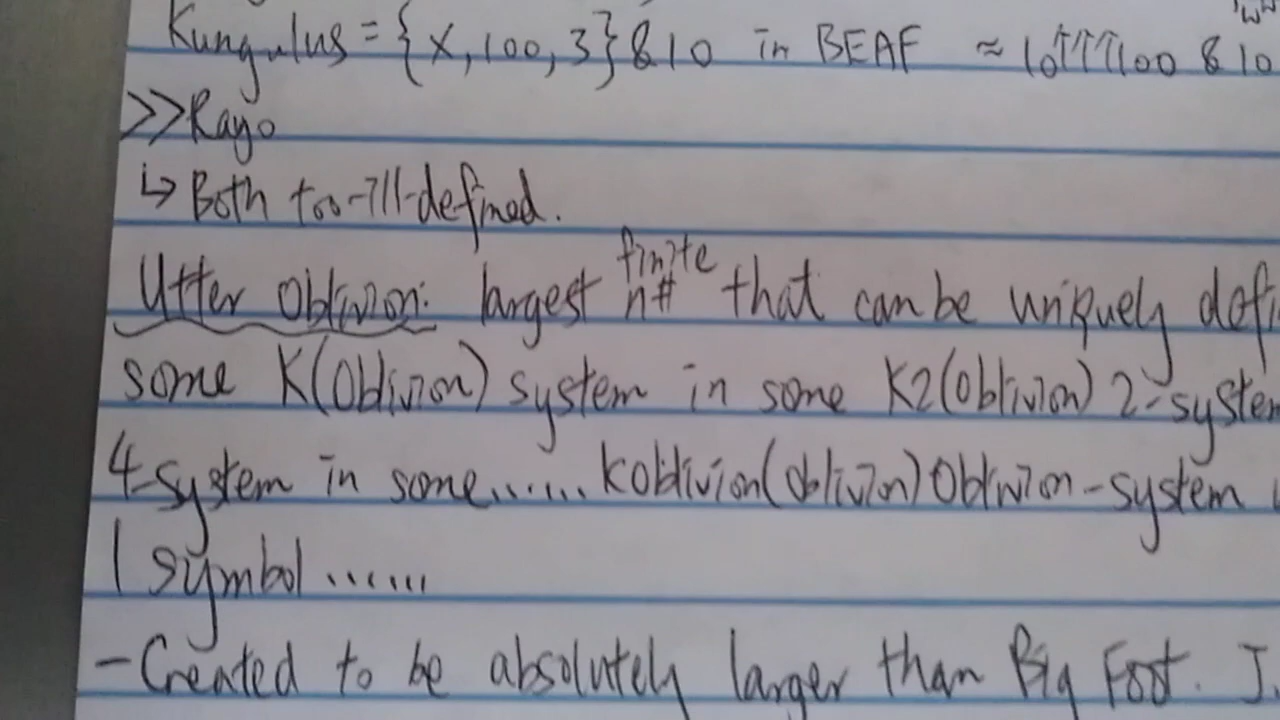 Kungulus = {X,100,3}&10 in BEAF ≈ 10↑↑↑100 & 10
>>Rayo
↳ Both too-ill-defined.
Utter Oblivion: largest finite n# that can be uniquely defi
some K(Oblivion) system in some K2(Oblivion) 2-system
4-system in some...... Koblivion(oblivion)Oblivion-system
1 symbol ......
-Created to be absolutely larger than Big Foot. J.